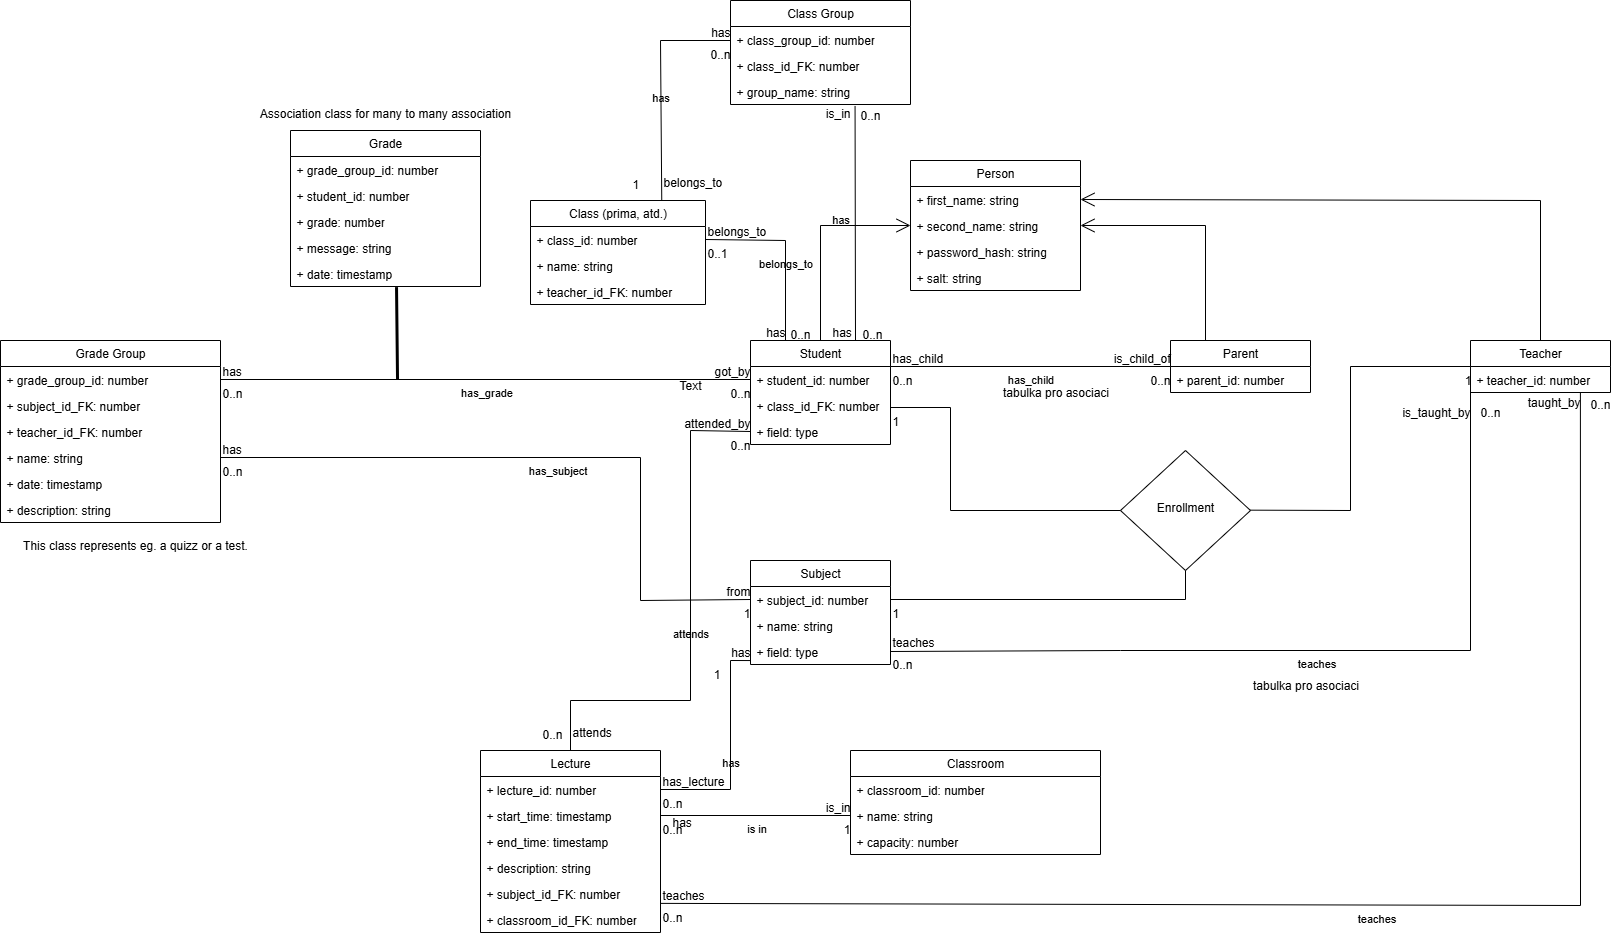 Class Group
+ class_group_id: number
+ class_id_FK: number
+ group_name: string
has
0..n
has
is_in
0..n
Association class for many to many association
Grade
+ grade_group_id: number
+ student_id: number
+ grade: number
+ message: string
+ date: timestamp
1
belongs_to
Class (prima, atd.)
+ class_id: number
+ name: string
+ teacher_id_FK: number
belongs_to
0..1
belongs_to
has
Person
+ first_name: string
+ second_name: string
+ password_hash: string
+ salt: string
has
0..n
has
0..n
Grade Group
+ grade_group_id: number
+ subject_id_FK: number
+ teacher_id_FK: number
+ name: string
+ date: timestamp
+ description: string
This class represents eg. a quizz or a test.
has
0..n
has_grade
Text
got_by
0..n
has
0..n
has_subject
attended_by
0..n
Student
+ student_id: number
+ class_id_FK: number
+ field: type
has_child
0..n
has_child
tabulka pro asociaci
is_child_of
0..n
1
Parent
+ parent_id: number
Teacher
+ teacher_id: number
1
is_taught_by
0..n
taught_by
0..n
Enrollment
from
1
Subject
+ subject_id: number
+ name: string
+ field: type
1
teaches
0..n
teaches
tabulka pro asociaci
attends
has
1
0..n
attends
has
Lecture
+ lecture_id: number
+ start_time: timestamp
+ end_time: timestamp
+ description: string
+ subject_id_FK: number
+ classroom_id_FK: number
has_lecture
0..n
has
0..n
is in
is_in
1
Classroom
+ classroom_id: number
+ name: string
+ capacity: number
teaches
0..n
teaches